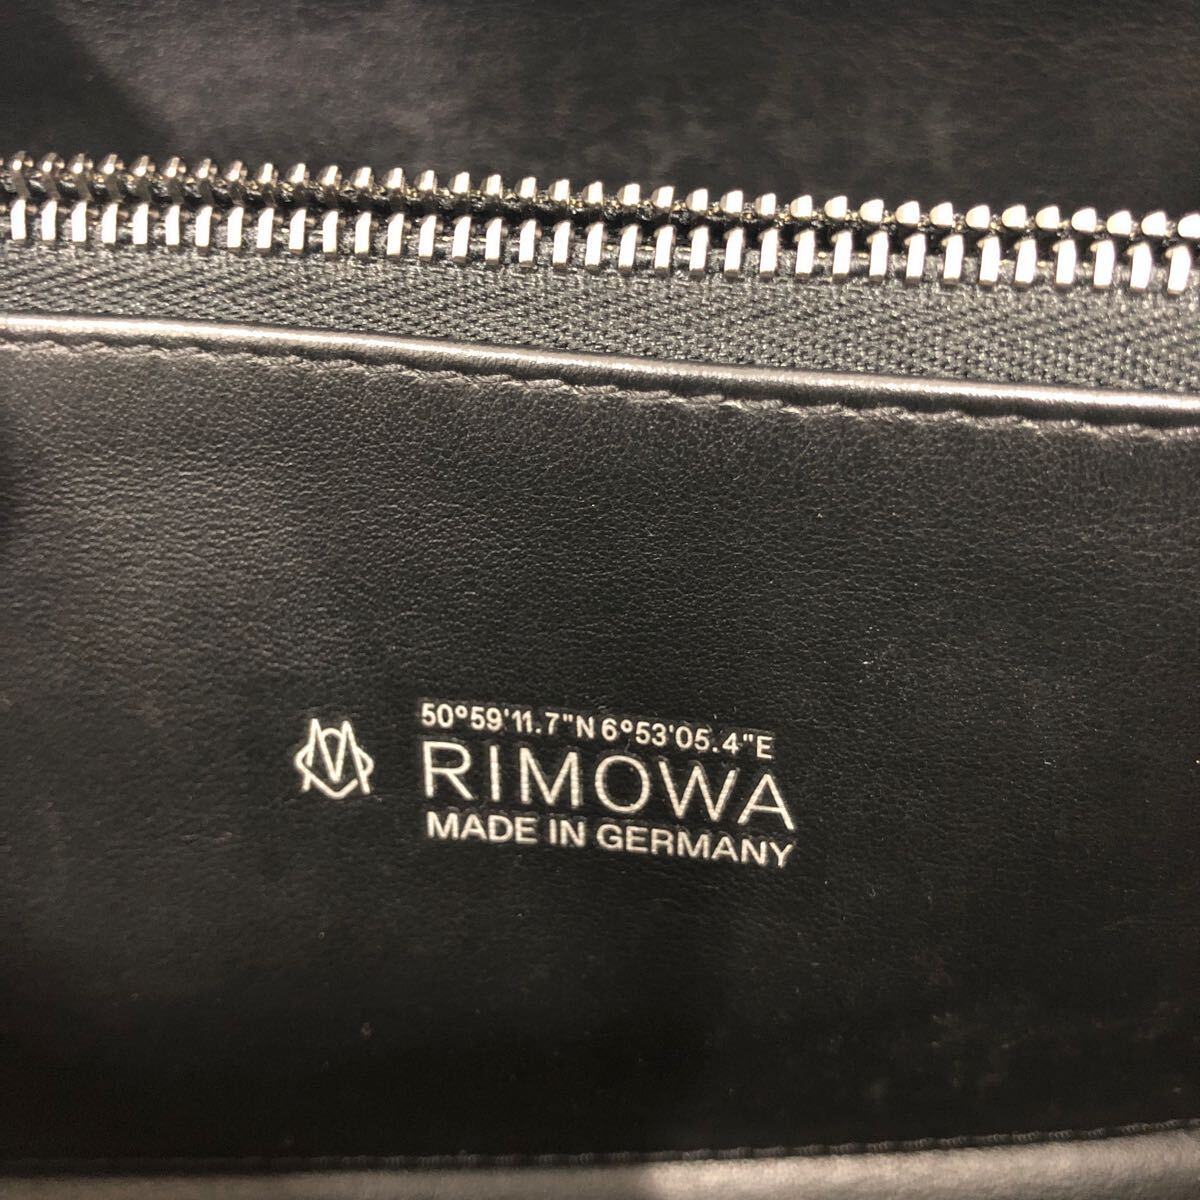 50°59'11.7"N 6°53'05.4"E
RIMOWA
MADE IN GERMANY